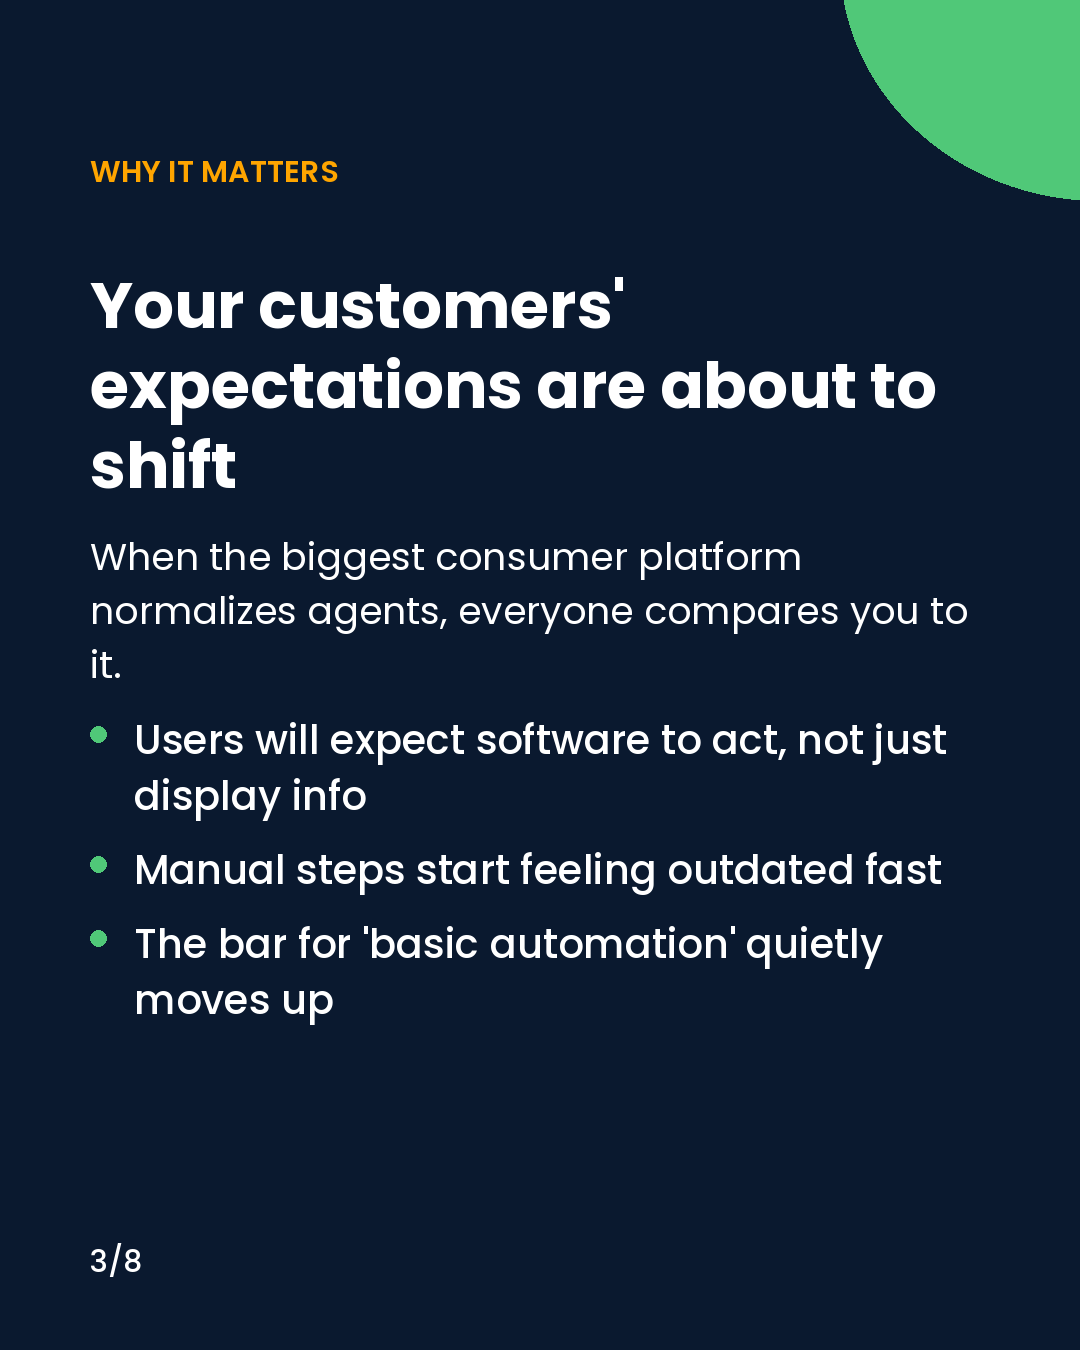 WHY IT MATTERS
Your customers'
expectations are about to
shift
When the biggest consumer platform
normalizes agents, everyone compares you to
it.
Users will expect software to act, not just
display info
Manual steps start feeling outdated fast
The bar for 'basic automation' quietly
moves up
3/8